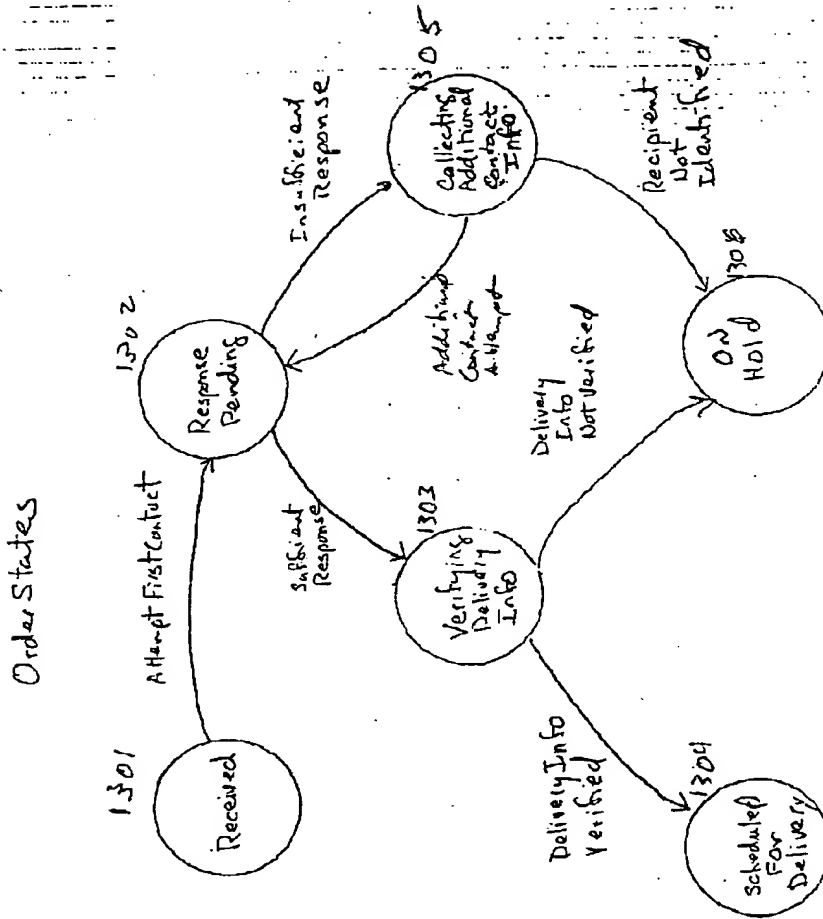 Order States
1301
Received
Attempt First Contact
1302
Response
Pending
Insufficient
Response
1305
Collecting
Additional
Contact
Info.
Additional
Contact
Attempt
Sufficient
Response
1303
Verifying
Delivery
Info
Delivery
Info
Not Verified
Recipient
Not
Identified
ON
Hold
Delivery Info
Verified
1304
Scheduled
For
Delivery